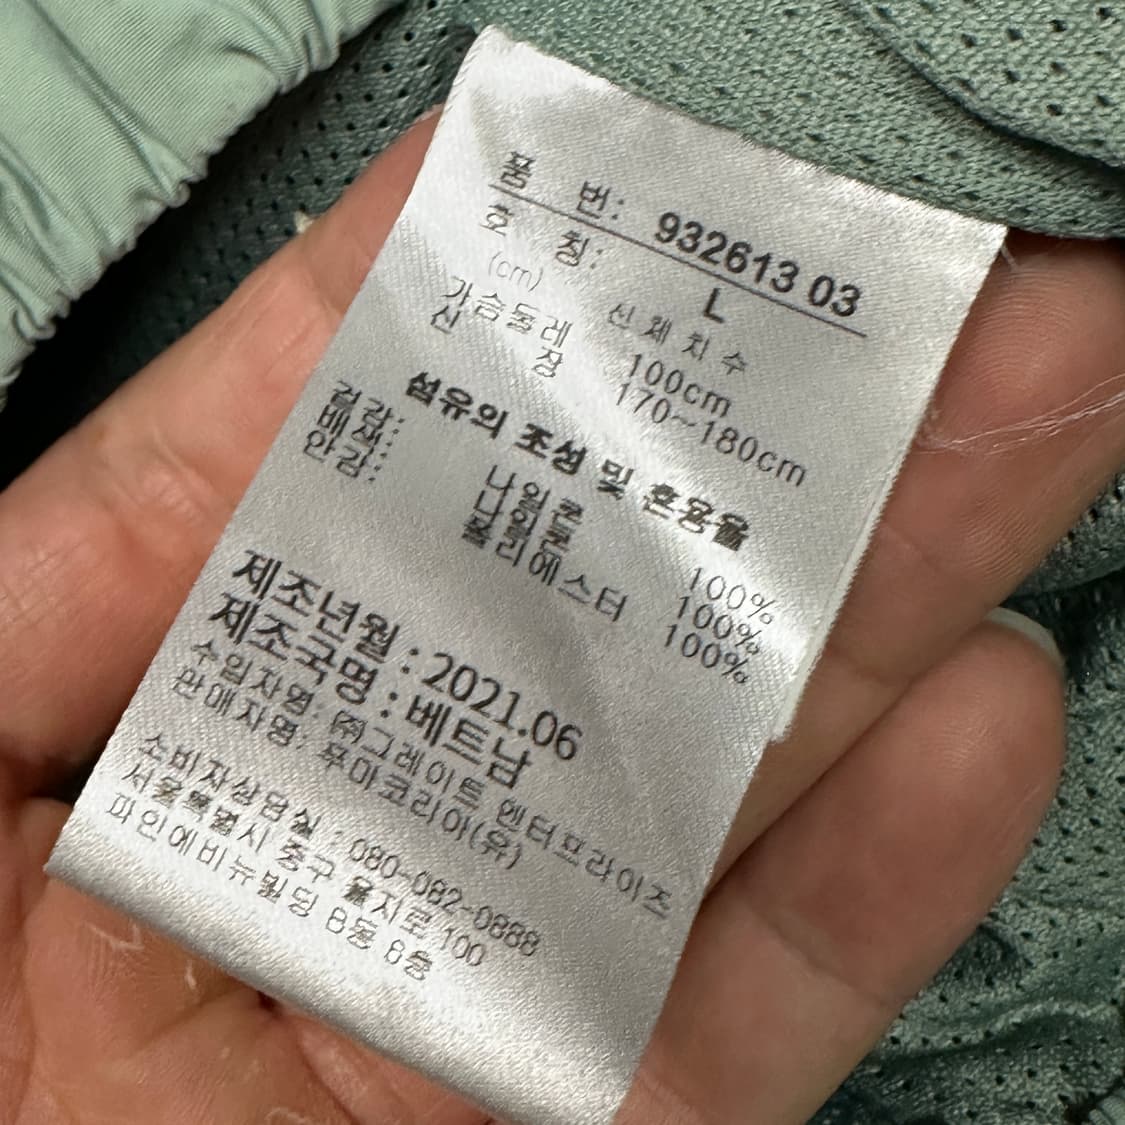 품 번: 932613 03
호 칭: L
(cm) 신체치수
가슴둘레 100cm
신 장 170~180cm
섬유의 조성 및 혼용율
겉감: 나일론 100%
배색: 나일론 100%
안감: 폴리에스터 100%
제조년월 : 2021.06
제조국명 : 베트남
수입자명: ㈜그레이트 엔터프라이즈
판매자명: 푸마코리아(유)
소비자상담실 : 080-082-0888
서울특별시 중구 을지로 100
파인에비뉴빌딩 B동 8층